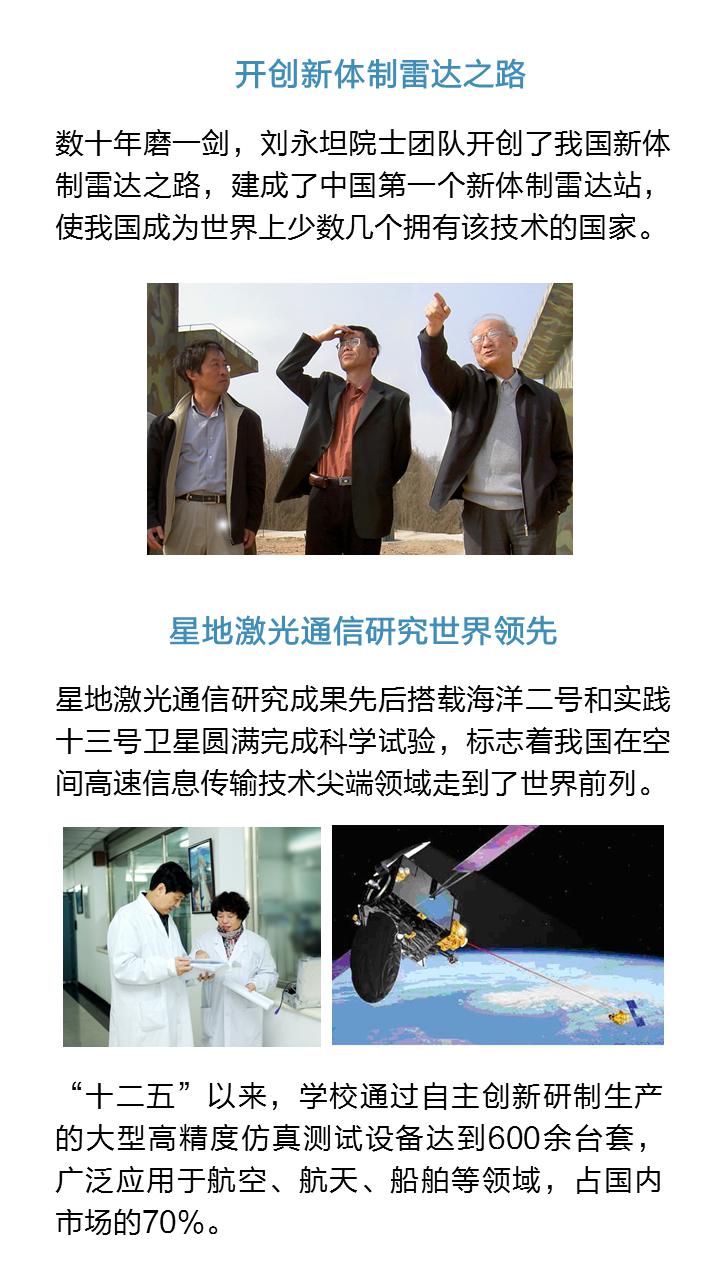 开创新体制雷达之路
数十年磨一剑，刘永坦院士团队开创了我国新体
制雷达之路，建成了中国第一个新体制雷达站，
使我国成为世界上少数几个拥有该技术的国家。
星地激光通信研究世界领先
星地激光通信研究成果先后搭载海洋二号和实践
十三号卫星圆满完成科学试验，标志着我国在空
间高速信息传输技术尖端领域走到了世界前列。
“十二五”以来，学校通过自主创新研制生产
的大型高精度仿真测试设备达到600余台套，
广泛应用于航空、航天、船舶等领域，占国内
市场的70%。